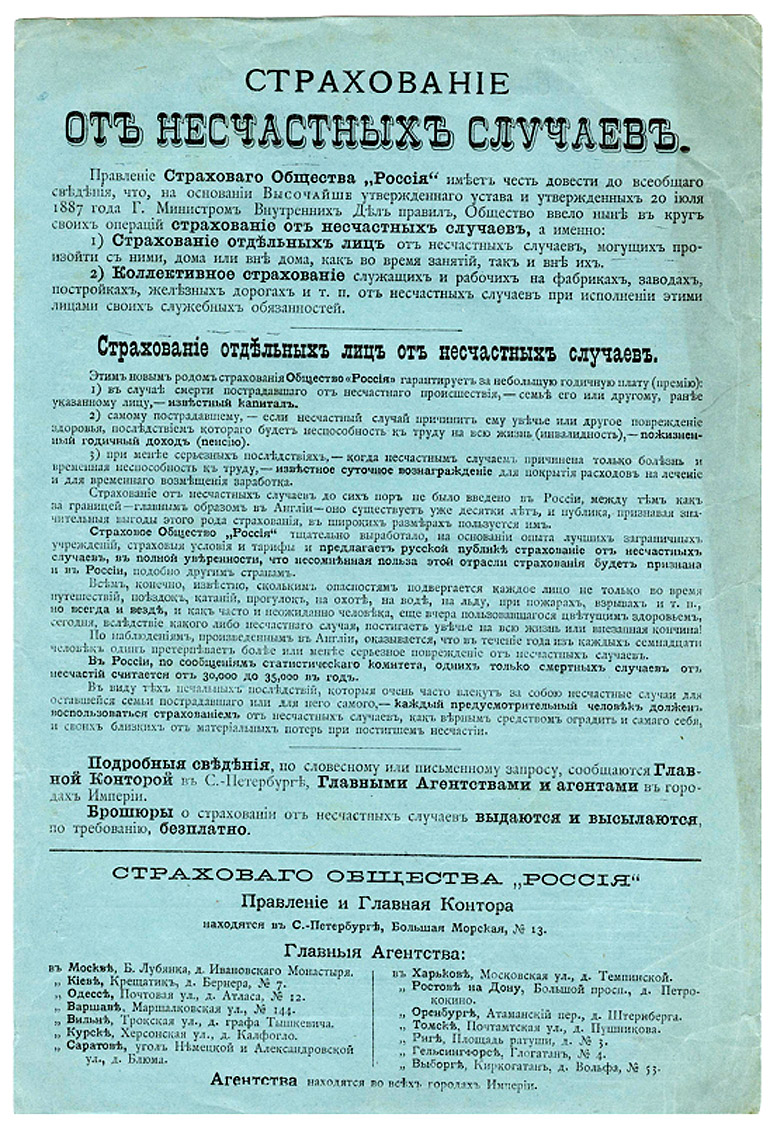 СТРАХОВАНІЕ
ОТЪ НЕСЧАСТНЫХЪ СЛУЧАЕВЪ.
Правленіе Страховаго Общества „Россія“ имѣетъ честь довести до всеобщаго
свѣдѣнія, что, на основаніи Высочайше утвержденнаго устава и утвержденныхъ 20 іюля
1887 года Г. Министромъ Внутреннихъ Дѣлъ правилъ, Общество ввело нынѣ въ кругъ
своихъ операцій страхованіе отъ несчастныхъ случаевъ, а именно:
1) Страхованіе отдѣльныхъ лицъ отъ несчастныхъ случаевъ, могущихъ про-
изойти съ ними, дома или внѣ дома, какъ во время занятій, такъ и внѣ ихъ.
2) Коллективное страхованіе служащихъ и рабочихъ на фабрикахъ, заводахъ,
постройкахъ, желѣзныхъ дорогахъ и т. п. отъ несчастныхъ случаевъ при исполненіи этими
лицами своихъ служебныхъ обязанностей.
Страхованіе отдѣльныхъ лицъ отъ несчастныхъ случаевъ.
Этимъ новымъ родомъ страхованія Общество «Россія» гарантируетъ за небольшую годичную плату (премію):
1) въ случаѣ смерти пострадавшаго отъ несчастнаго происшествія,— семьѣ его или другому, ранѣе
указанному лицу,— извѣстный капиталъ.
2) самому пострадавшему, — если несчастный случай причинитъ ему увѣчье или другое поврежденіе
здоровья, послѣдствіемъ котораго будетъ неспособность къ труду на всю жизнь (инвалидность),— пожизнен-
ный годичный доходъ (пенсію).
3) при менѣе серьезныхъ послѣдствіяхъ,— когда несчастнымъ случаемъ причинена только болѣзнь и
временная неспособность къ труду,— извѣстное суточное вознагражденіе для покрытія расходовъ на леченіе
и для временнаго возмѣщенія заработка.
Страхованіе отъ несчастныхъ случаевъ до сихъ поръ не было введено въ Россіи, между тѣмъ какъ
за границей—главнымъ образомъ въ Англіи—оно существуетъ уже десятки лѣтъ, и публика, признавая зна-
чительныя выгоды этого рода страхованія, въ широкихъ размѣрахъ пользуется имъ.
Страховое Общество „Россія“ тщательно выработало, на основаніи опыта лучшихъ заграничныхъ
учрежденій, страховыя условія и тарифы и предлагаетъ русской публикѣ страхованіе отъ несчастныхъ
случаевъ, въ полной увѣренности, что несомнѣнная польза этой отрасли страхованія будетъ признана
и въ Россіи, подобно другимъ странамъ.
Всѣмъ, конечно, извѣстно, сколькимъ опасностямъ подвергается каждое лицо не только во время
путешествій, поѣздокъ, катаній, прогулокъ, на охотѣ, на водѣ, на льду, при пожарахъ, взрывахъ и т. п.,
но всегда и вездѣ, и какъ часто и неожиданно человѣка, еще вчера пользовавшагося цвѣтущимъ здоровьемъ,
сегодня, вслѣдствіе какого либо несчастнаго случая, постигаетъ увѣчье на всю жизнь или внезапная кончина!
По наблюденіямъ, произведеннымъ въ Англіи, оказывается, что въ теченіе года изъ каждыхъ семнадцати
человѣкъ одинъ претерпѣваетъ болѣе или менѣе серьезное поврежденіе отъ несчастныхъ случаевъ.
Въ Россіи, по сообщеніямъ статистическаго комитета, однихъ только смертныхъ случаевъ отъ
несчастій считается отъ 30,000 до 35,000 въ годъ.
Въ виду тѣхъ печальныхъ послѣдствій, которыя очень часто влекутъ за собою несчастные случаи для
оставшейся семьи пострадавшаго или для него самого,— каждый предусмотрительный человѣкъ долженъ
воспользоваться страхованіемъ отъ несчастныхъ случаевъ, какъ вѣрнымъ средствомъ оградить и самаго себя,
и своихъ близкихъ отъ матеріальныхъ потерь при постигшемъ несчастіи.
Подробныя свѣдѣнія, по словесному или письменному запросу, сообщаются Глав-
ной Конторой въ С.-Петербургѣ, Главными Агентствами и агентами въ горо-
дахъ Имперіи.
Брошюры о страхованіи отъ несчастныхъ случаевъ выдаются и высылаются,
по требованію, безплатно.
СТРАХОВАГО ОБЩЕСТВА „РОССІЯ“
Правленіе и Главная Контора
находятся въ С.-Петербургѣ, Большая Морская, № 13.
Главныя Агентства:
въ Москвѣ, Б. Лубянка, д. Ивановскаго Монастыря.
„ Кіевѣ, Крещатикъ, д. Бернера, № 7.
„ Одессѣ, Почтовая ул., д. Атласа, № 12.
„ Варшавѣ, Маршалковская ул., № 144.
„ Вильнѣ, Трокская ул., д. графа Тышкевича.
„ Курскѣ, Херсонская ул., д. Калфогло.
„ Саратовѣ, уголъ Нѣмецкой и Александровской
ул., д. Блюма.
въ Харьковѣ, Московская ул., д. Темпинской.
„ Ростовѣ на Дону, Большой просп., д. Петро-
кокино.
„ Оренбургѣ, Атаманскій пер., д. Штернберга.
„ Томскѣ, Почтамтская ул., д. Пушникова.
„ Ригѣ, Площадь ратуши, д. № 3.
„ Гельсингфорсѣ, Глогатанъ, № 4.
„ Выборгѣ, Киркогатанъ, д. Вольфа, № 53.
Агентства находятся во всѣхъ городахъ Имперіи.